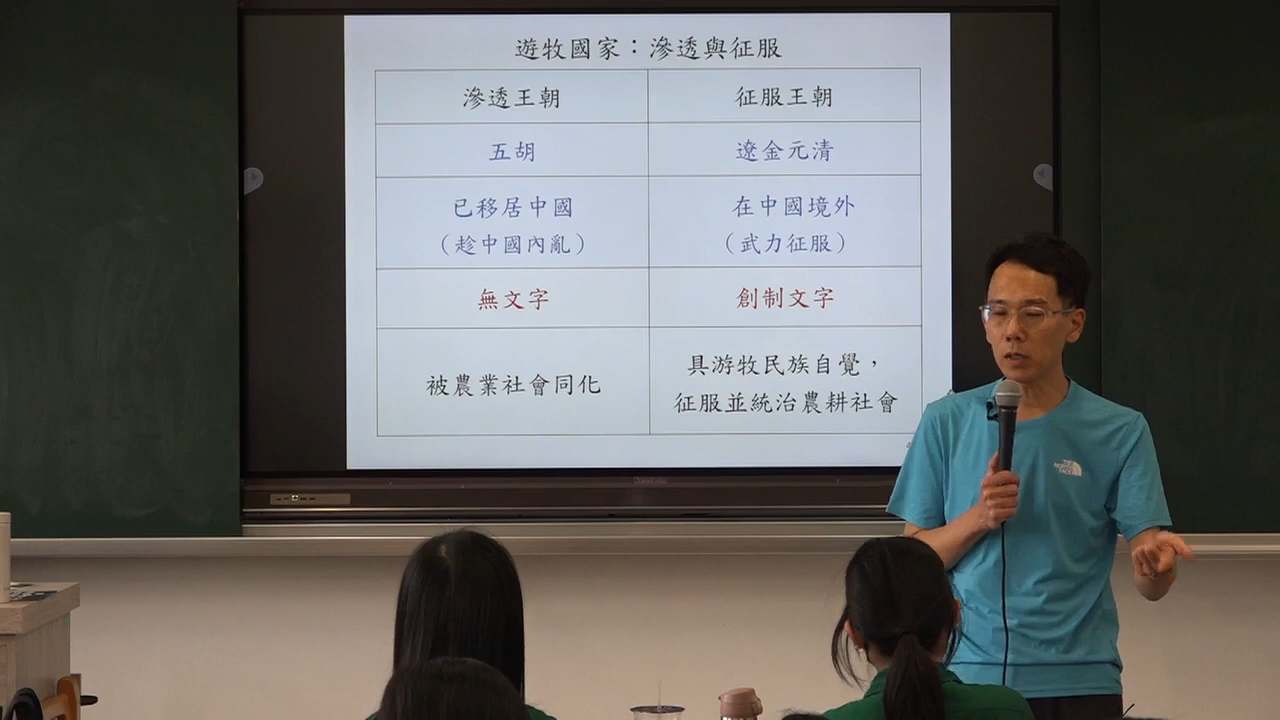 遊牧國家：滲透與征服
滲透王朝
征服王朝
五胡
遼金元清
已移居中國
（趁中國內亂）
在中國境外
（武力征服）
無文字
創制文字
被農業社會同化
具游牧民族自覺，
征服並統治農耕社會
THE
NORTH
FACE